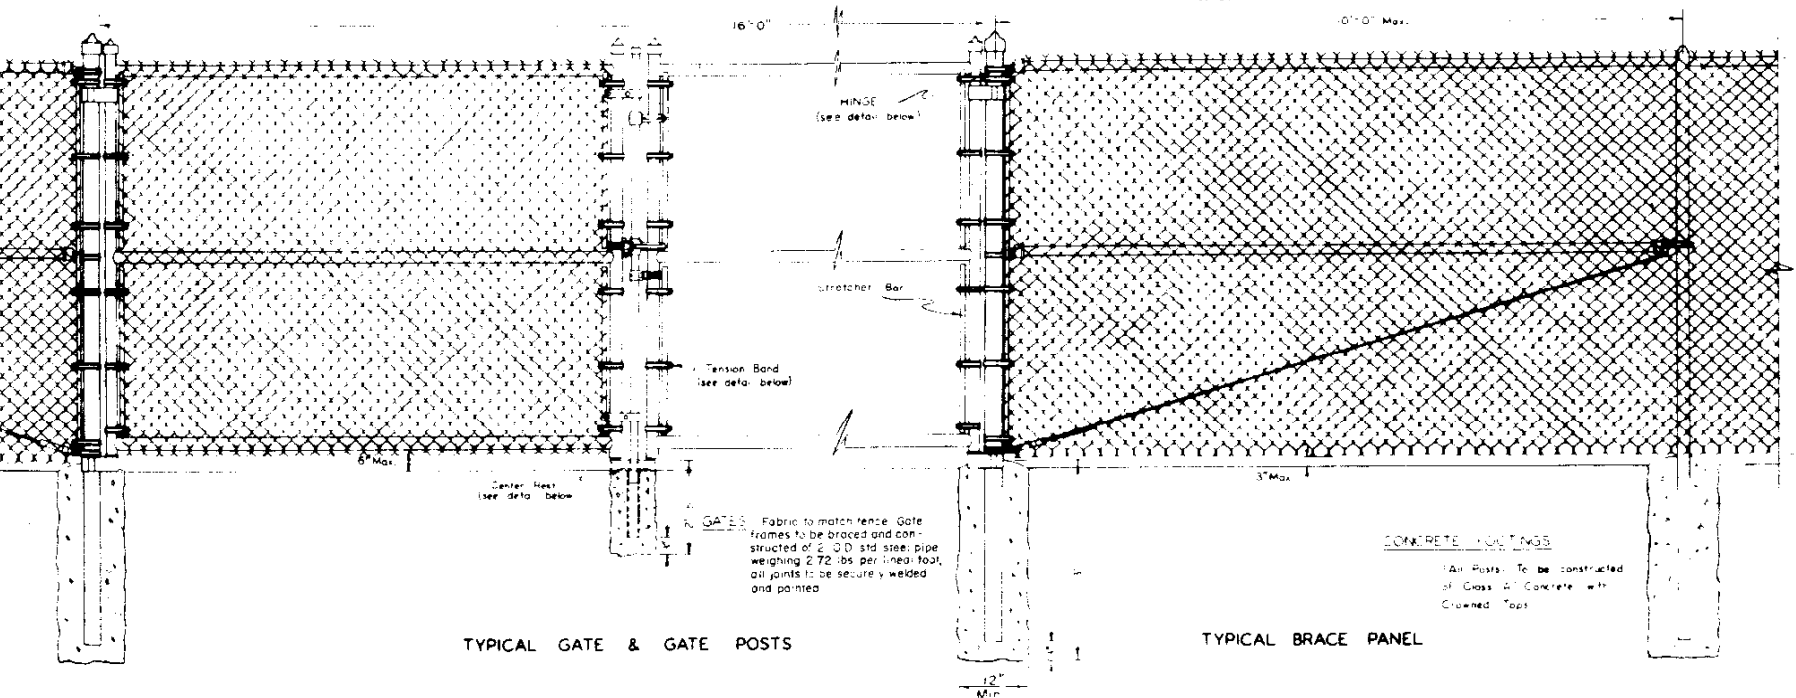 16'-0"
10'-0" Max.
HINGE
(see detail below)
Stretcher Bar
Tension Band
(see detail below)
6" Max.
3" Max
Center Rest
(see detail below
GATES Fabric to match fence Gate
frames to be braced and con-
structed of 2" O.D. std steel pipe
weighing 2.72 lbs per linear foot,
all joints to be securely welded
and painted
CONCRETE FOOTINGS
(All Posts) To be constructed
of Class "A" Concrete with
Crowned Tops
TYPICAL GATE & GATE POSTS
TYPICAL BRACE PANEL
12"
Min